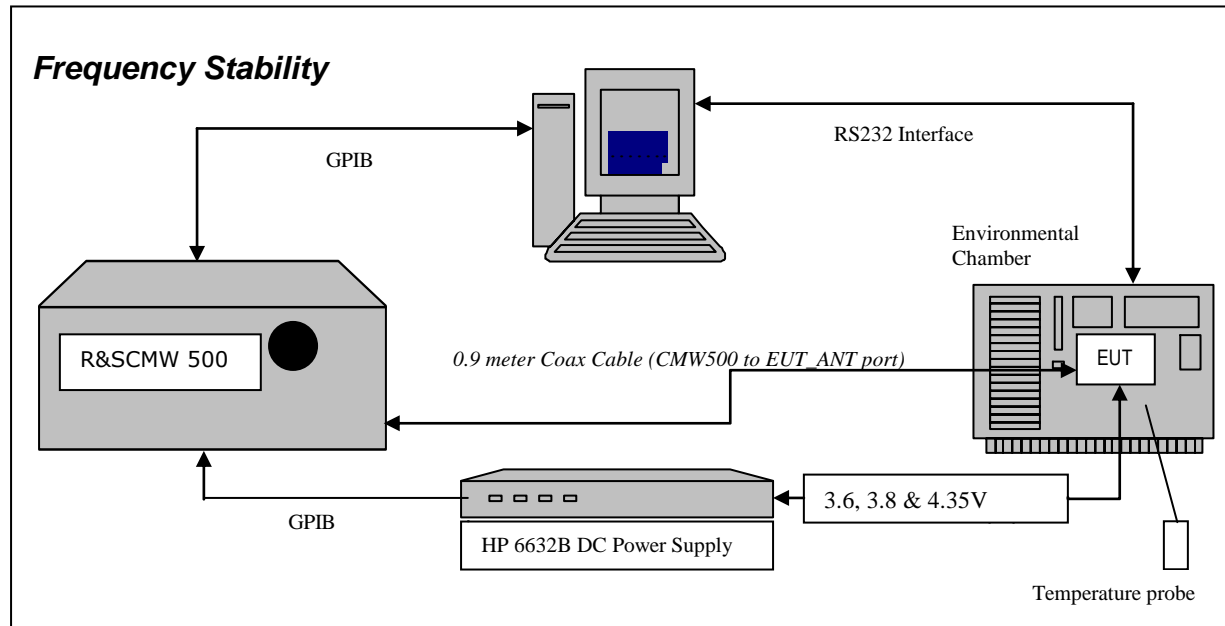 Frequency Stability
GPIB
RS232 Interface
Environmental
Chamber
R&SCMW 500
0.9 meter Coax Cable (CMW500 to EUT_ANT port)
EUT
3.6, 3.8 & 4.35V
GPIB
HP 6632B DC Power Supply
Temperature probe